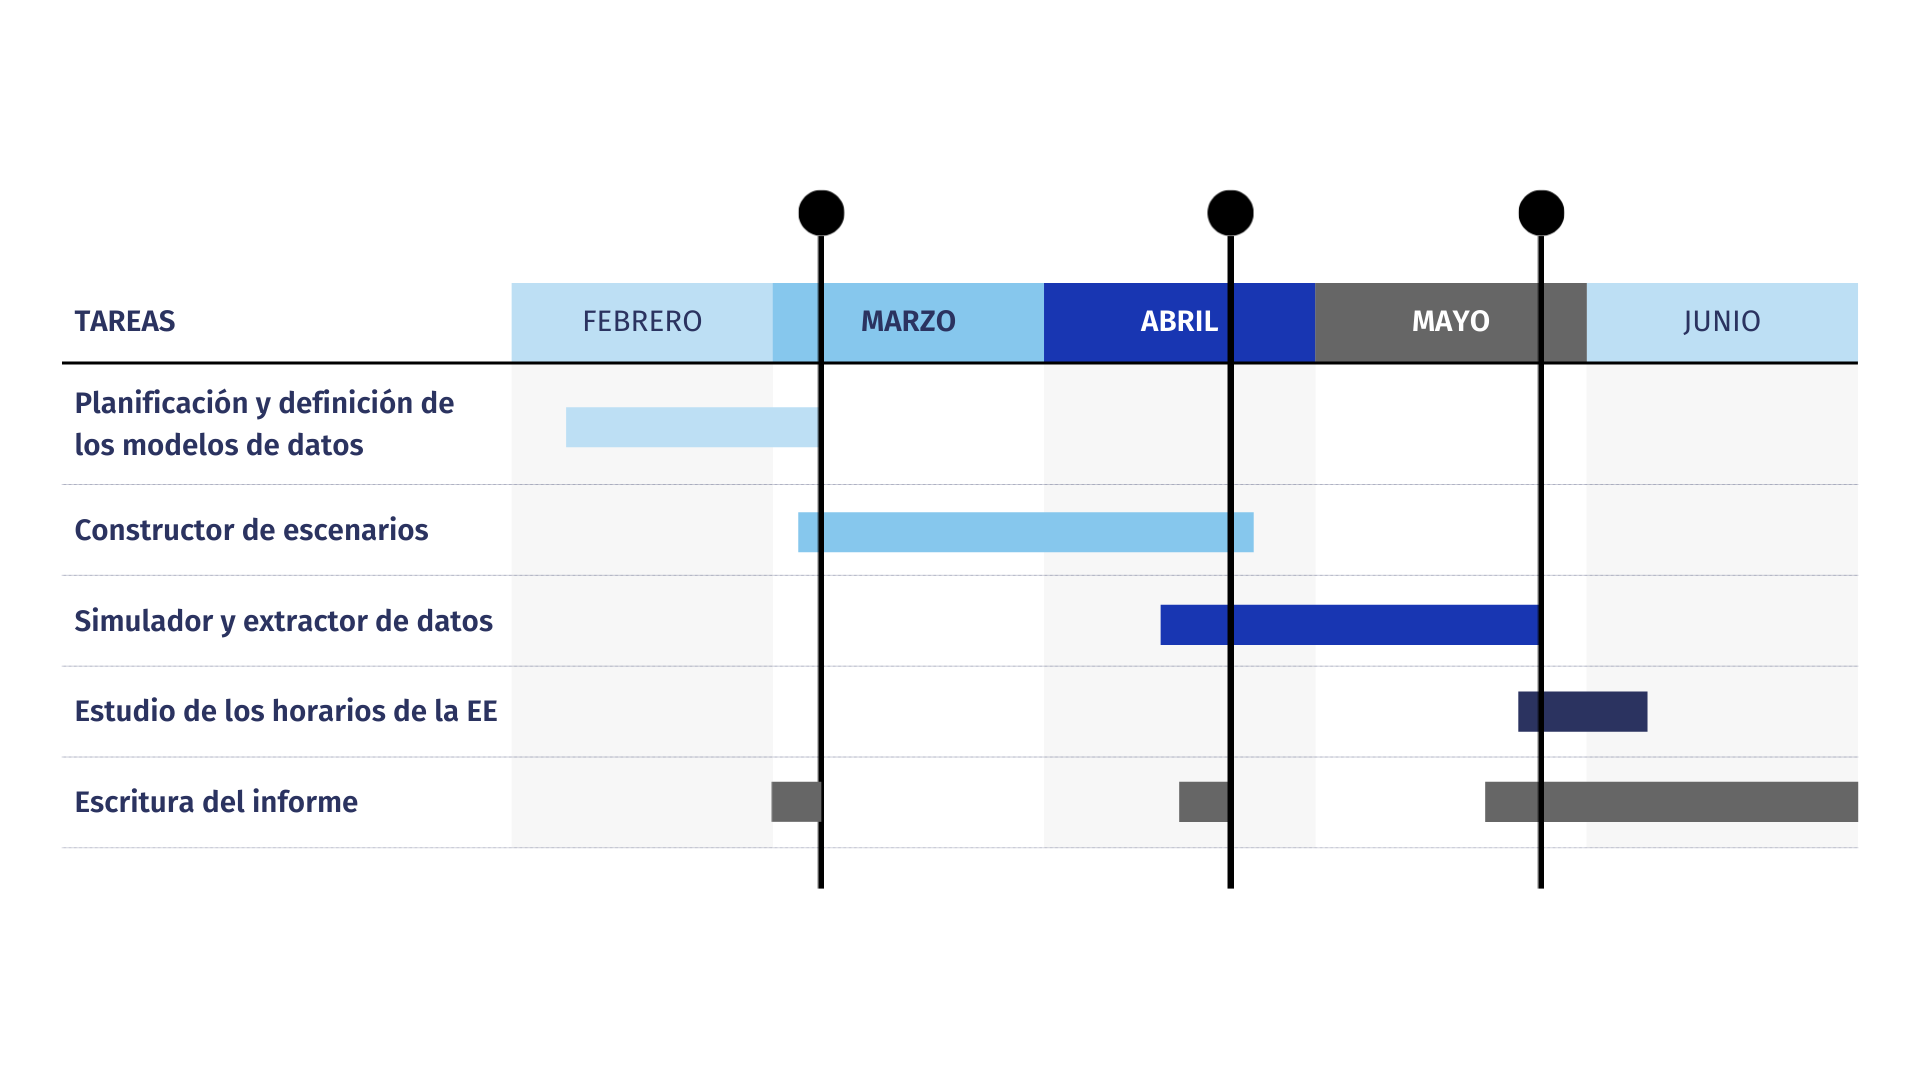 TAREAS FEBRERO MARZO ABRIL MAYO JUNIO
Planificación y definición de
los modelos de datos
Constructor de escenarios
Simulador y extractor de datos
Estudio de los horarios de la EE
Escritura del informe